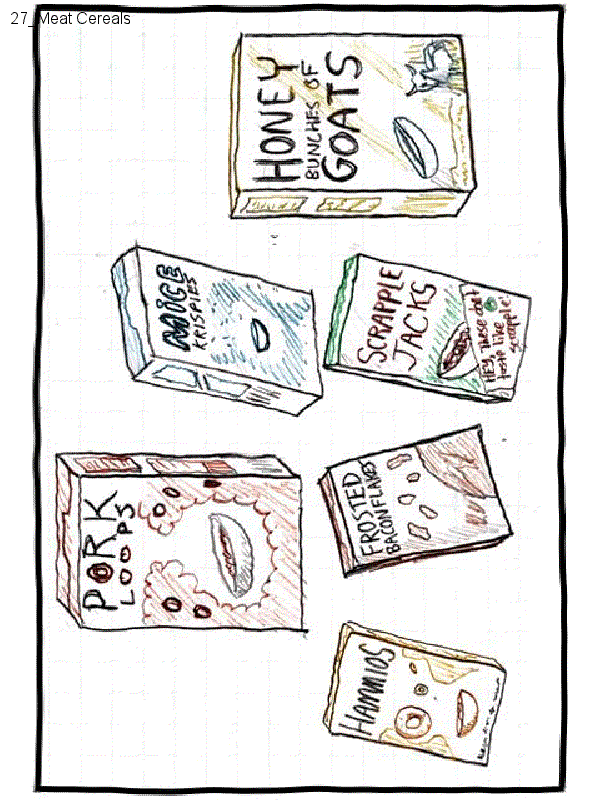 27_Meat Cereals
PORK
LOOPS
MICE
KRISPIES
HONEY
BUNCHES OF
GOATS
HAMMIOS
FROSTED
BACON FLAKES
SCRAPPLE
JACKS
HEY, these don't
taste like
scrapple!